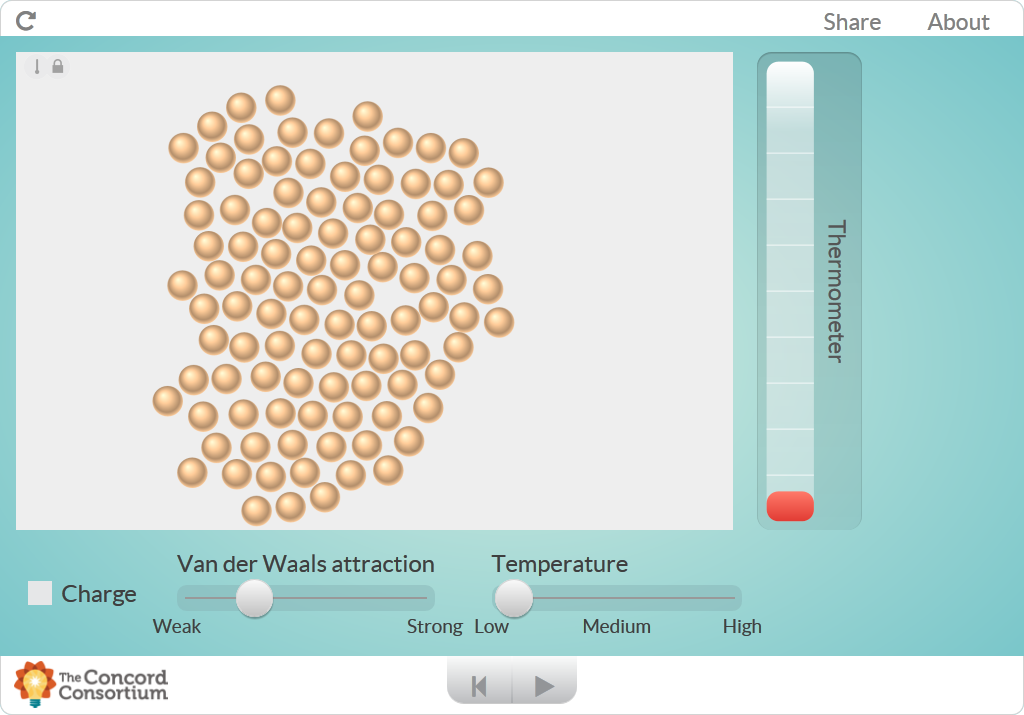 Share About
Thermometer
Van der Waals attraction Temperature
Charge
Weak Strong Low Medium High
The Concord
Consortium